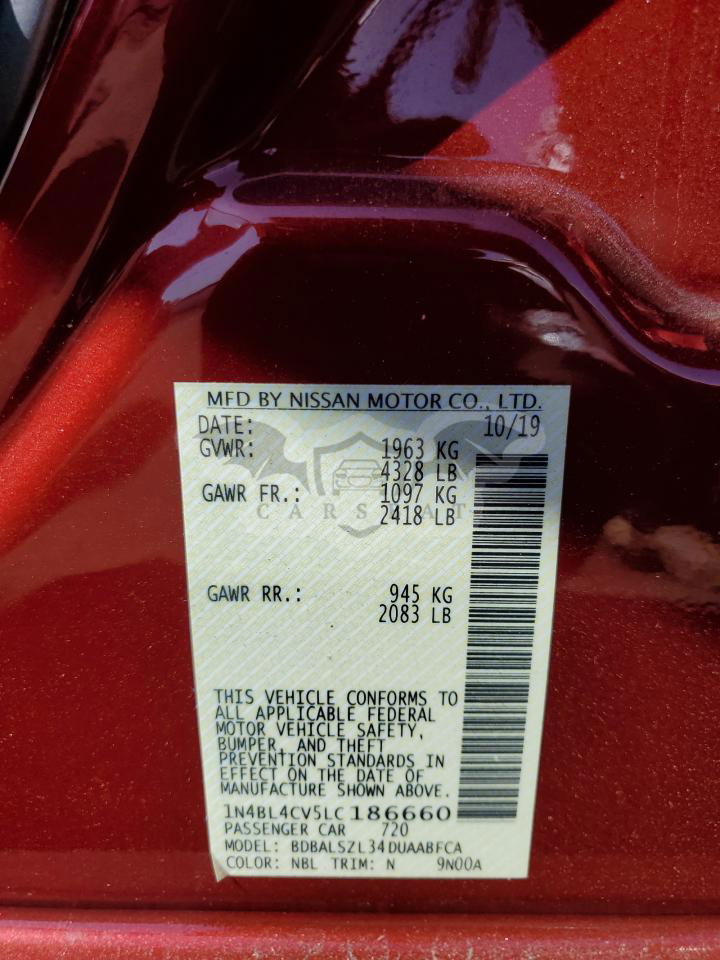 MFD BY NISSAN MOTOR CO., LTD.
DATE: 10/19
GVWR: 1963 KG
4328 LB
GAWR FR.: 1097 KG
2418 LB
GAWR RR.: 945 KG
2083 LB
THIS VEHICLE CONFORMS TO
ALL APPLICABLE FEDERAL
MOTOR VEHICLE SAFETY,
BUMPER, AND THEFT
PREVENTION STANDARDS IN
EFFECT ON THE DATE OF
MANUFACTURE SHOWN ABOVE.
1N4BL4CV5LC186660
PASSENGER CAR 720
MODEL: BDBALSZL34DUAABFCA
COLOR: NBL TRIM: N 9N00A